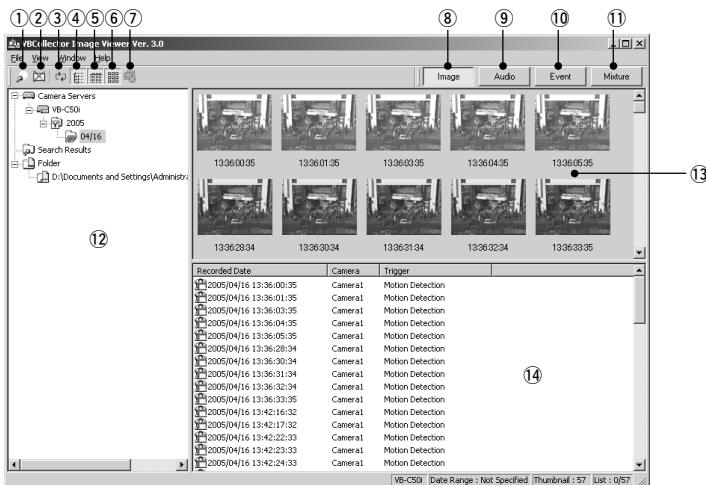 ① ② ③ ④ ⑤ ⑥ ⑦ ⑧ ⑨ ⑩ ⑪
VBCollector Image Viewer Ver. 3.0
File View Window Help
Image Audio Event Mixture
Camera Servers
VB-C50i
2005
04/16
Search Results
Folder
D:\Documents and Settings\Administra
⑫
13:36:00:35 13:36:01:35 13:36:03:35 13:36:04:35 13:36:05:35
⑬
13:36:28:34 13:36:30:34 13:36:31:34 13:36:32:34 13:36:33:35
Recorded Date Camera Trigger
2005/04/16 13:36:00:35 Camera1 Motion Detection
2005/04/16 13:36:01:35 Camera1 Motion Detection
2005/04/16 13:36:03:35 Camera1 Motion Detection
2005/04/16 13:36:04:35 Camera1 Motion Detection
2005/04/16 13:36:05:35 Camera1 Motion Detection
2005/04/16 13:36:28:34 Camera1 Motion Detection
2005/04/16 13:36:30:34 Camera1 Motion Detection
2005/04/16 13:36:31:34 Camera1 Motion Detection
2005/04/16 13:36:32:34 Camera1 Motion Detection
2005/04/16 13:36:33:35 Camera1 Motion Detection
2005/04/16 13:42:16:32 Camera1 Motion Detection
2005/04/16 13:42:17:32 Camera1 Motion Detection
2005/04/16 13:42:22:33 Camera1 Motion Detection
2005/04/16 13:42:23:33 Camera1 Motion Detection
2005/04/16 13:42:24:33 Camera1 Motion Detection
⑭
VB-C50i Date Range : Not Specified Thumbnail : 57 List : 0/57